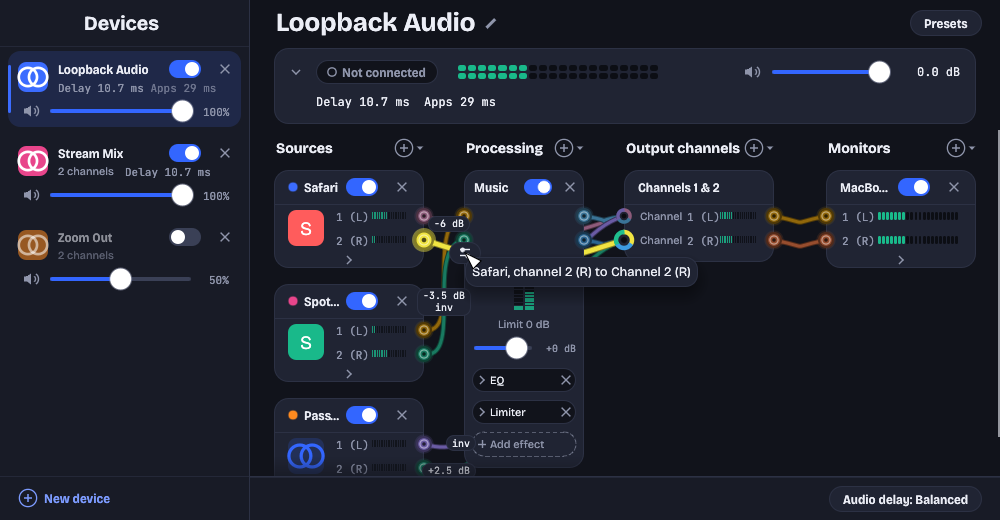 Devices
Loopback Audio
Delay 10.7 ms Apps 29 ms
100%
Stream Mix
2 channels Delay 10.7 ms
100%
Zoom Out
2 channels
50%
New device
Loopback Audio
Presets
Not connected
0.0 dB
Delay 10.7 ms Apps 29 ms
Sources
Processing
Output channels
Monitors
Safari
S
1 (L)
2 (R)
-6 dB
Spot...
S
1 (L)
2 (R)
-3.5 dB
inv
Pass...
1 (L)
2 (R)
inv
+2.5 dB
Music
Limit 0 dB
+0 dB
EQ
Limiter
+ Add effect
Channels 1 & 2
Channel 1 (L)
Channel 2 (R)
Safari, channel 2 (R) to Channel 2 (R)
MacBo...
1 (L)
2 (R)
Audio delay: Balanced